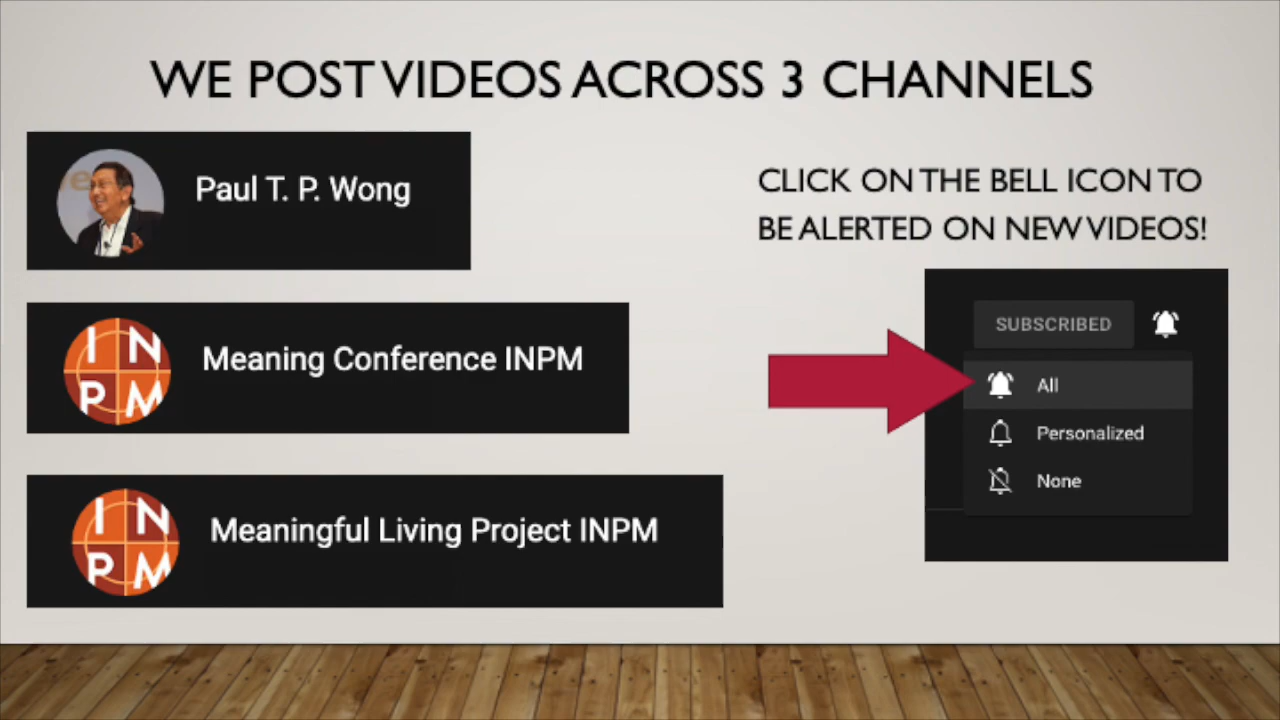 WE POST VIDEOS ACROSS 3 CHANNELS
Paul T. P. Wong
I N
P M
Meaning Conference INPM
I N
P M
Meaningful Living Project INPM
CLICK ON THE BELL ICON TO
BE ALERTED ON NEW VIDEOS!
SUBSCRIBED
All
Personalized
None